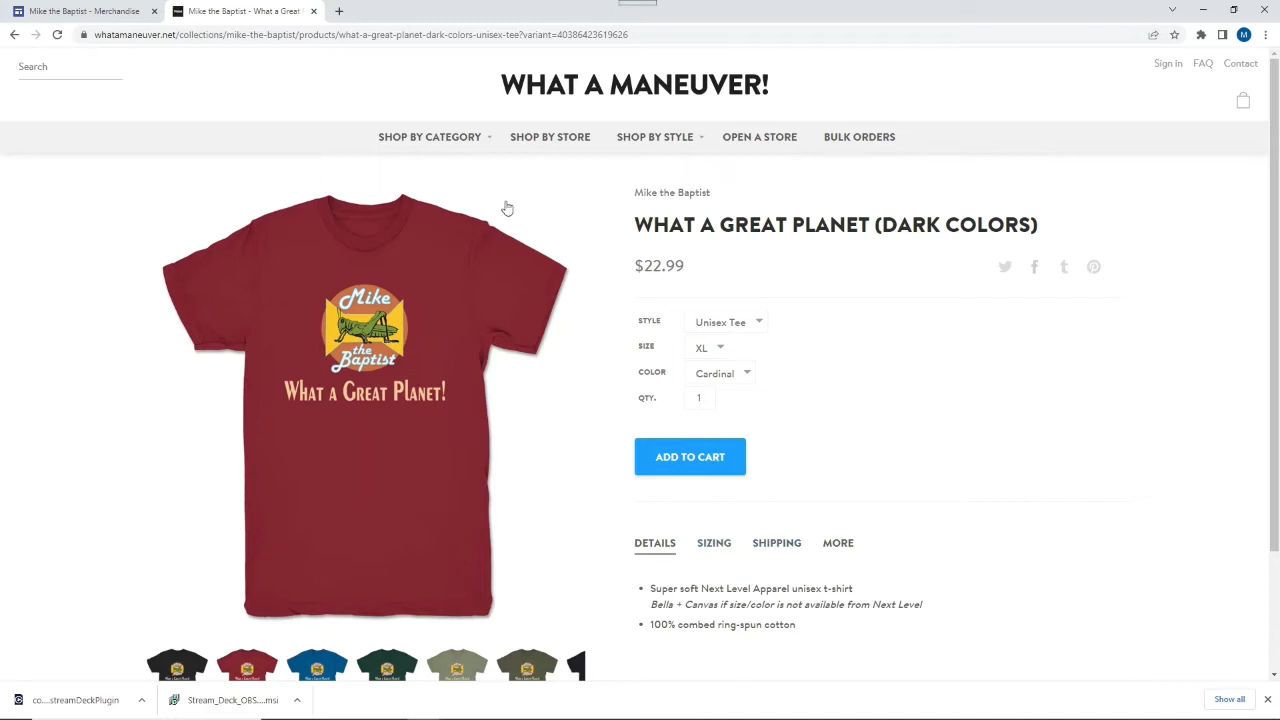 Mike the Baptist - Merchandise
Mike the Baptist - What a Great
whatamaneuver.net/collections/mike-the-baptist/products/what-a-great-planet-dark-colors-unisex-tee?variant=40386423619626
M
Search
Sign in FAQ Contact
WHAT A MANEUVER!
SHOP BY CATEGORY SHOP BY STORE SHOP BY STYLE OPEN A STORE BULK ORDERS
Mike
the
Baptist
What a Great Planet!
Mike the Baptist
WHAT A GREAT PLANET (DARK COLORS)
$22.99
STYLE Unisex Tee
SIZE XL
COLOR Cardinal
QTY. 1
ADD TO CART
DETAILS SIZING SHIPPING MORE
• Super soft Next Level Apparel unisex t-shirt
Bella + Canvas if size/color is not available from Next Level
• 100% combed ring-spun cotton
co....streamDeckPlugin
Stream_Deck_OBS....msi
Show all